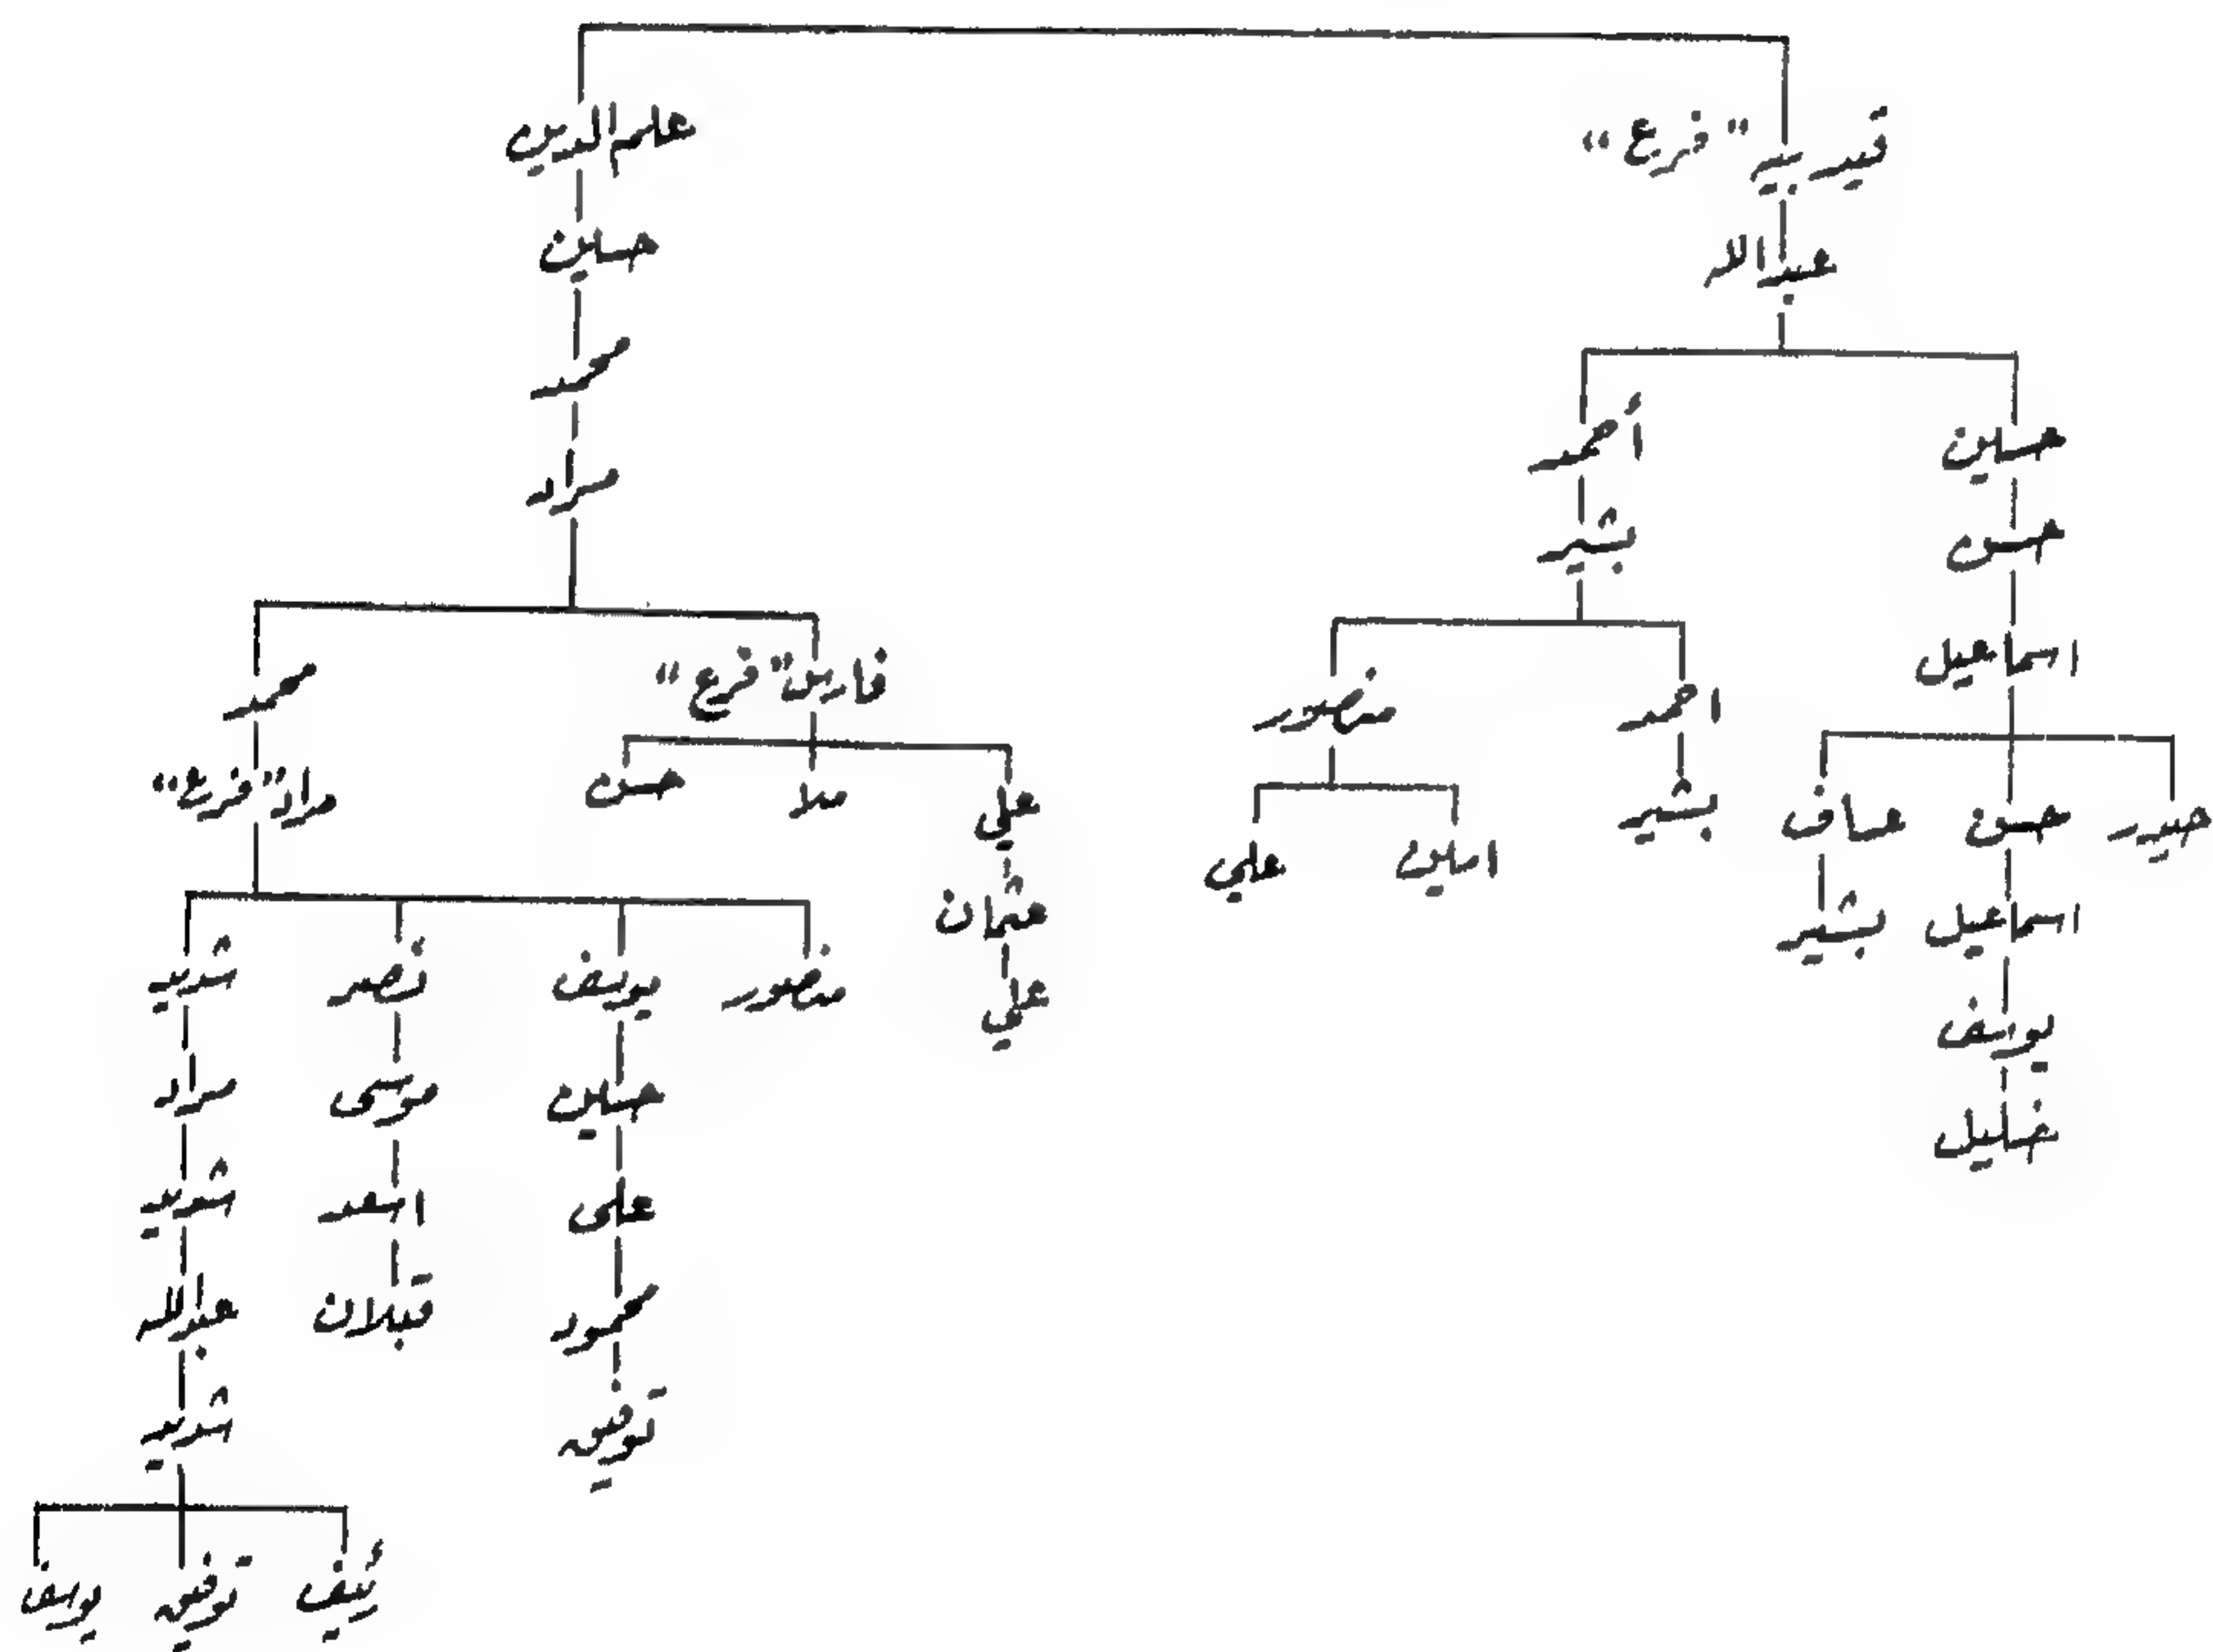 قيدبيه "فرع" علم الدين
عبدالله حسين
محمد
حسين أحمد مراد
حسن بشير
اسماعيل احمد منصور فارس "فرع" محمد
حيدر حسن عساف بشير علي ملا حسن مراد "فرع"
امين علي
اسماعيل بشير عثمان
علي منصور يوسف نصر شديد
يوسف
خليل حسين موسى مراد
علي اسعد شديد
محمود قبلان عبدالله
توفيق شديد
توفيق يوسف